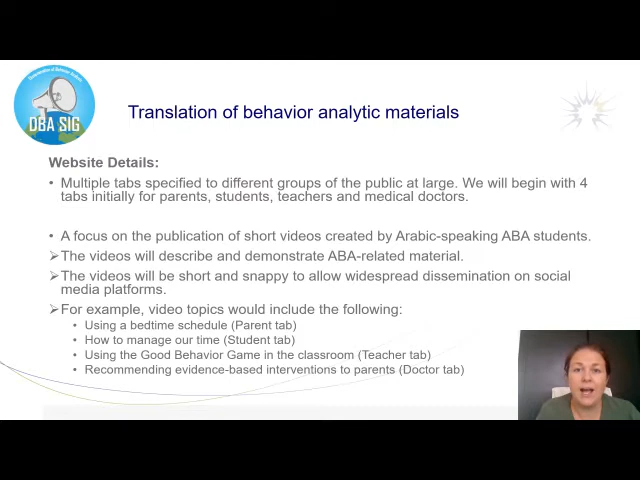 DBA SIG
Translation of behavior analytic materials
Website Details:
• Multiple tabs specified to different groups of the public at large. We will begin with 4
tabs initially for parents, students, teachers and medical doctors.
• A focus on the publication of short videos created by Arabic-speaking ABA students.
➢The videos will describe and demonstrate ABA-related material.
➢The videos will be short and snappy to allow widespread dissemination on social
media platforms.
➢For example, video topics would include the following:
• Using a bedtime schedule (Parent tab)
• How to manage our time (Student tab)
• Using the Good Behavior Game in the classroom (Teacher tab)
• Recommending evidence-based interventions to parents (Doctor tab)